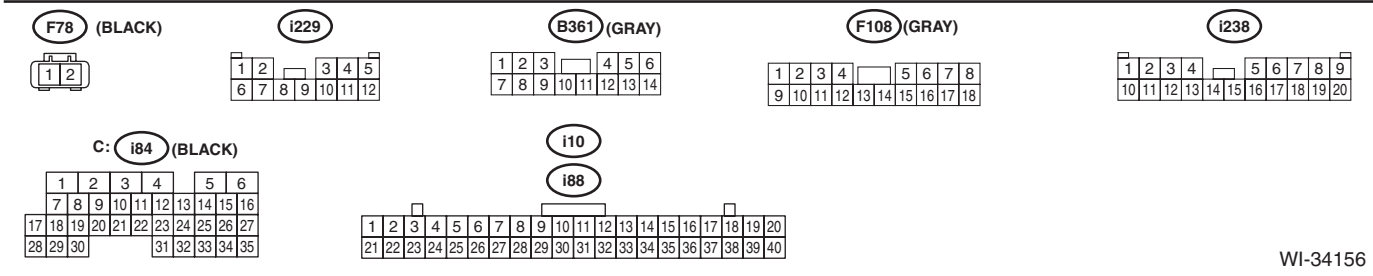 F78 (BLACK)
i229
B361 (GRAY)
F108 (GRAY)
i238
1 2
1 2 3 4 5
6 7 8 9 10 11 12
1 2 3 4 5 6
7 8 9 10 11 12 13 14
1 2 3 4 5 6 7 8
9 10 11 12 13 14 15 16 17 18
1 2 3 4 5 6 7 8 9
10 11 12 13 14 15 16 17 18 19 20
C: i84 (BLACK)
1 2 3 4 5 6
7 8 9 10 11 12 13 14 15 16
17 18 19 20 21 22 23 24 25 26 27
28 29 30 31 32 33 34 35
i10
i88
1 2 3 4 5 6 7 8 9 10 11 12 13 14 15 16 17 18 19 20
21 22 23 24 25 26 27 28 29 30 31 32 33 34 35 36 37 38 39 40
WI-34156